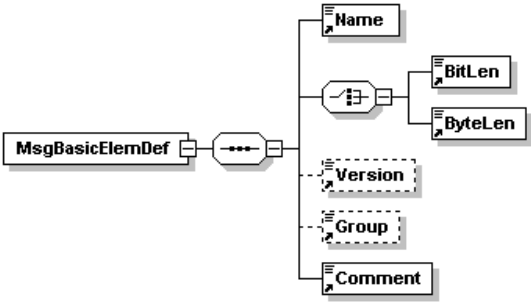 Name
BitLen
ByteLen
MsgBasicElemDef
Version
Group
Comment